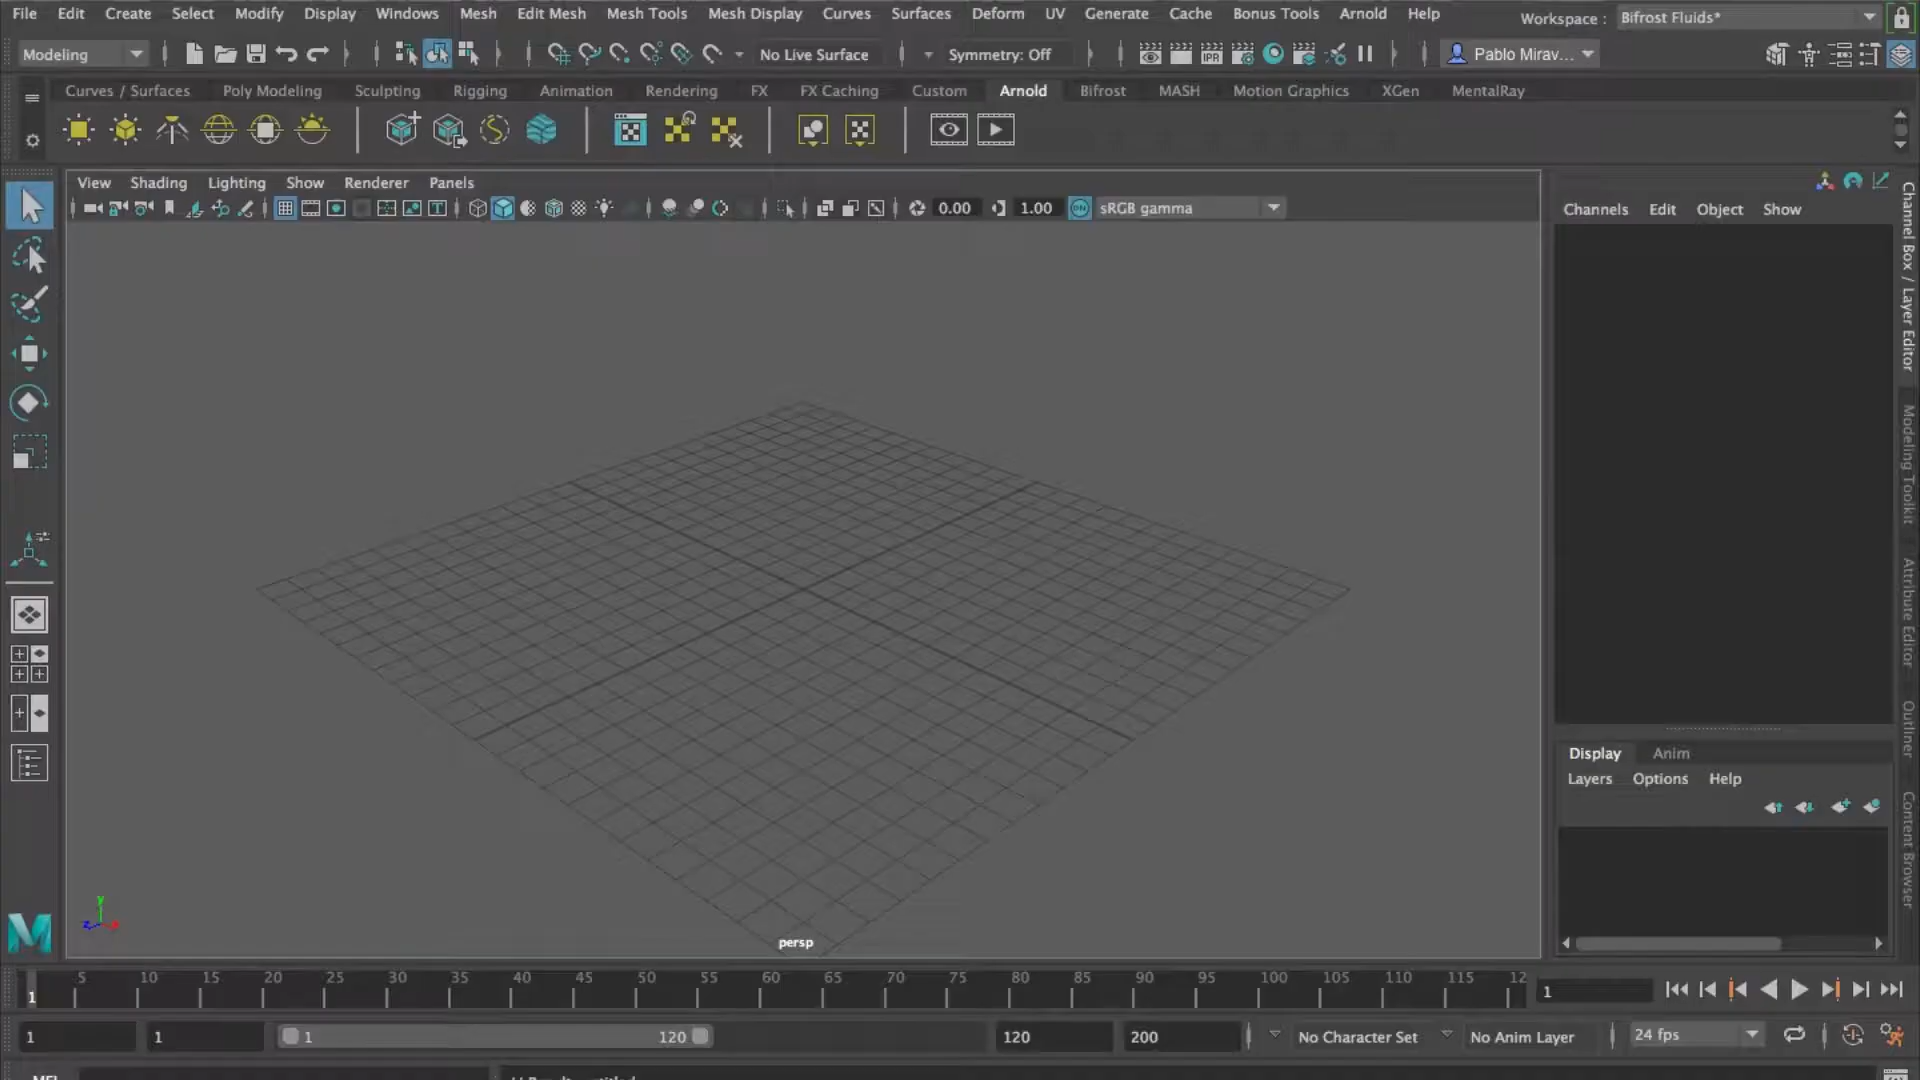 File Edit Create Select Modify Display Windows Mesh Edit Mesh Mesh Tools Mesh Display Curves Surfaces Deform UV Generate Cache Bonus Tools Arnold Help Workspace : Bifrost Fluids*
Modeling No Live Surface Symmetry: Off IPR Pablo Mirav...
Curves / Surfaces Poly Modeling Sculpting Rigging Animation Rendering FX FX Caching Custom Arnold Bifrost MASH Motion Graphics XGen MentalRay
View Shading Lighting Show Renderer Panels
0.00 1.00 ON sRGB gamma
Channels Edit Object Show
Channel Box / Layer Editor
Modeling Toolkit
Attribute Editor
Outliner
Content Browser
Display Anim
Layers Options Help
y
z x
persp
5 10 15 20 25 30 35 40 45 50 55 60 65 70 75 80 85 90 95 100 105 110 115 12
1 1
1 1 1 120 120 200 No Character Set No Anim Layer 24 fps